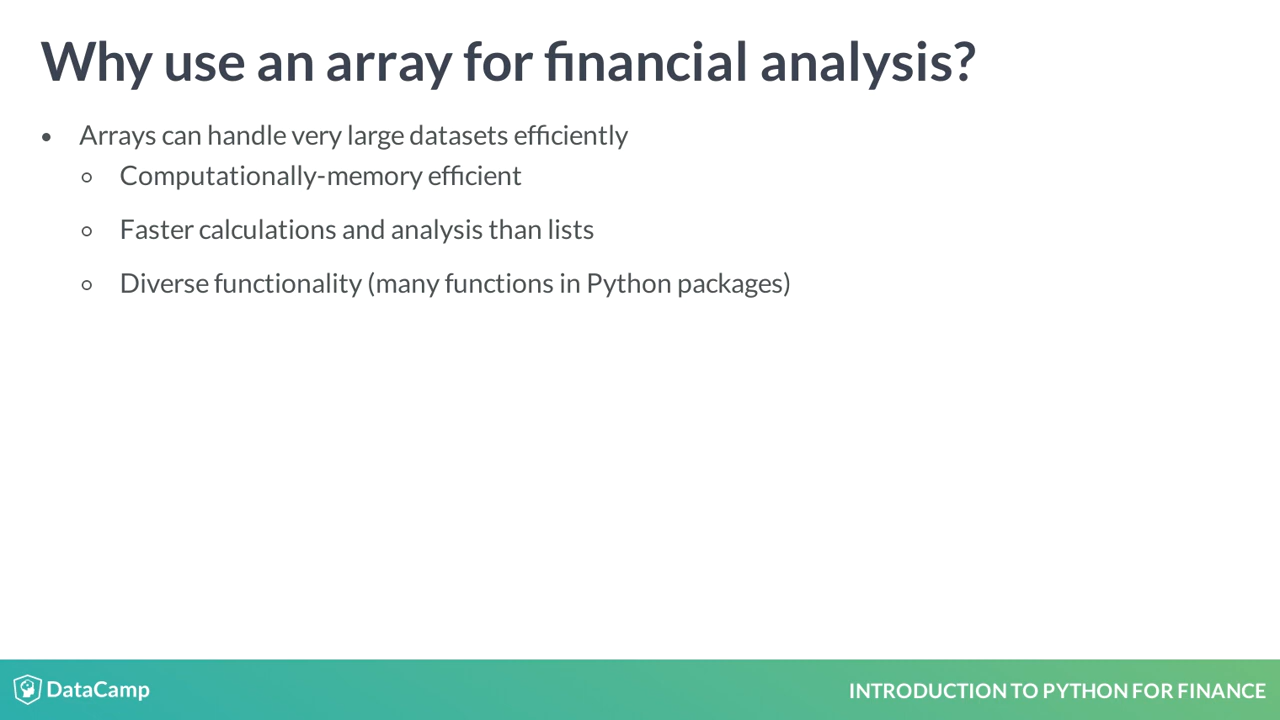 Why use an array for financial analysis?
• Arrays can handle very large datasets efficiently
○ Computationally-memory efficient
○ Faster calculations and analysis than lists
○ Diverse functionality (many functions in Python packages)
DataCamp
INTRODUCTION TO PYTHON FOR FINANCE